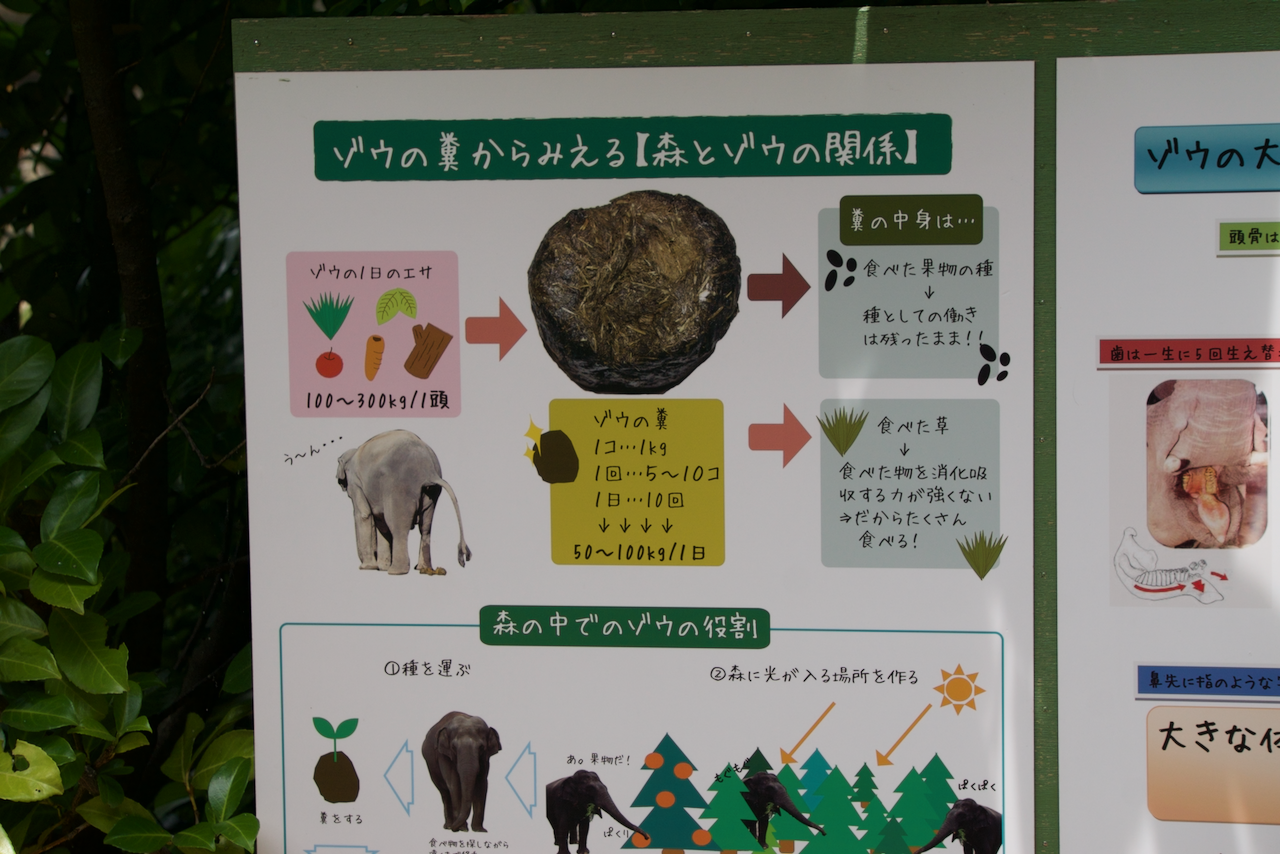 ゾウの糞からみえる【森とゾウの関係】
ゾウの1日のエサ
100～300kg/1頭
う～ん・・・
ゾウの糞
1コ…1kg
1回…5～10コ
1日…10回
↓↓↓↓
50～100kg/1日
糞の中身は…
食べた果物の種
↓
種としての働き
は残ったまま!!
食べた草
↓
食べた物を消化吸
収する力が強くない
⇒だからたくさん
食べる!
森の中でのゾウの役割
①種を運ぶ
糞をする
食べ物を探しながら
あ。果物だ!
ぱくり
②森に光が入る場所を作る
もぐもぐ
ぱくぱく
ゾウの大
頭骨は
歯は一生に5回生え替
鼻先に指のような
大きな